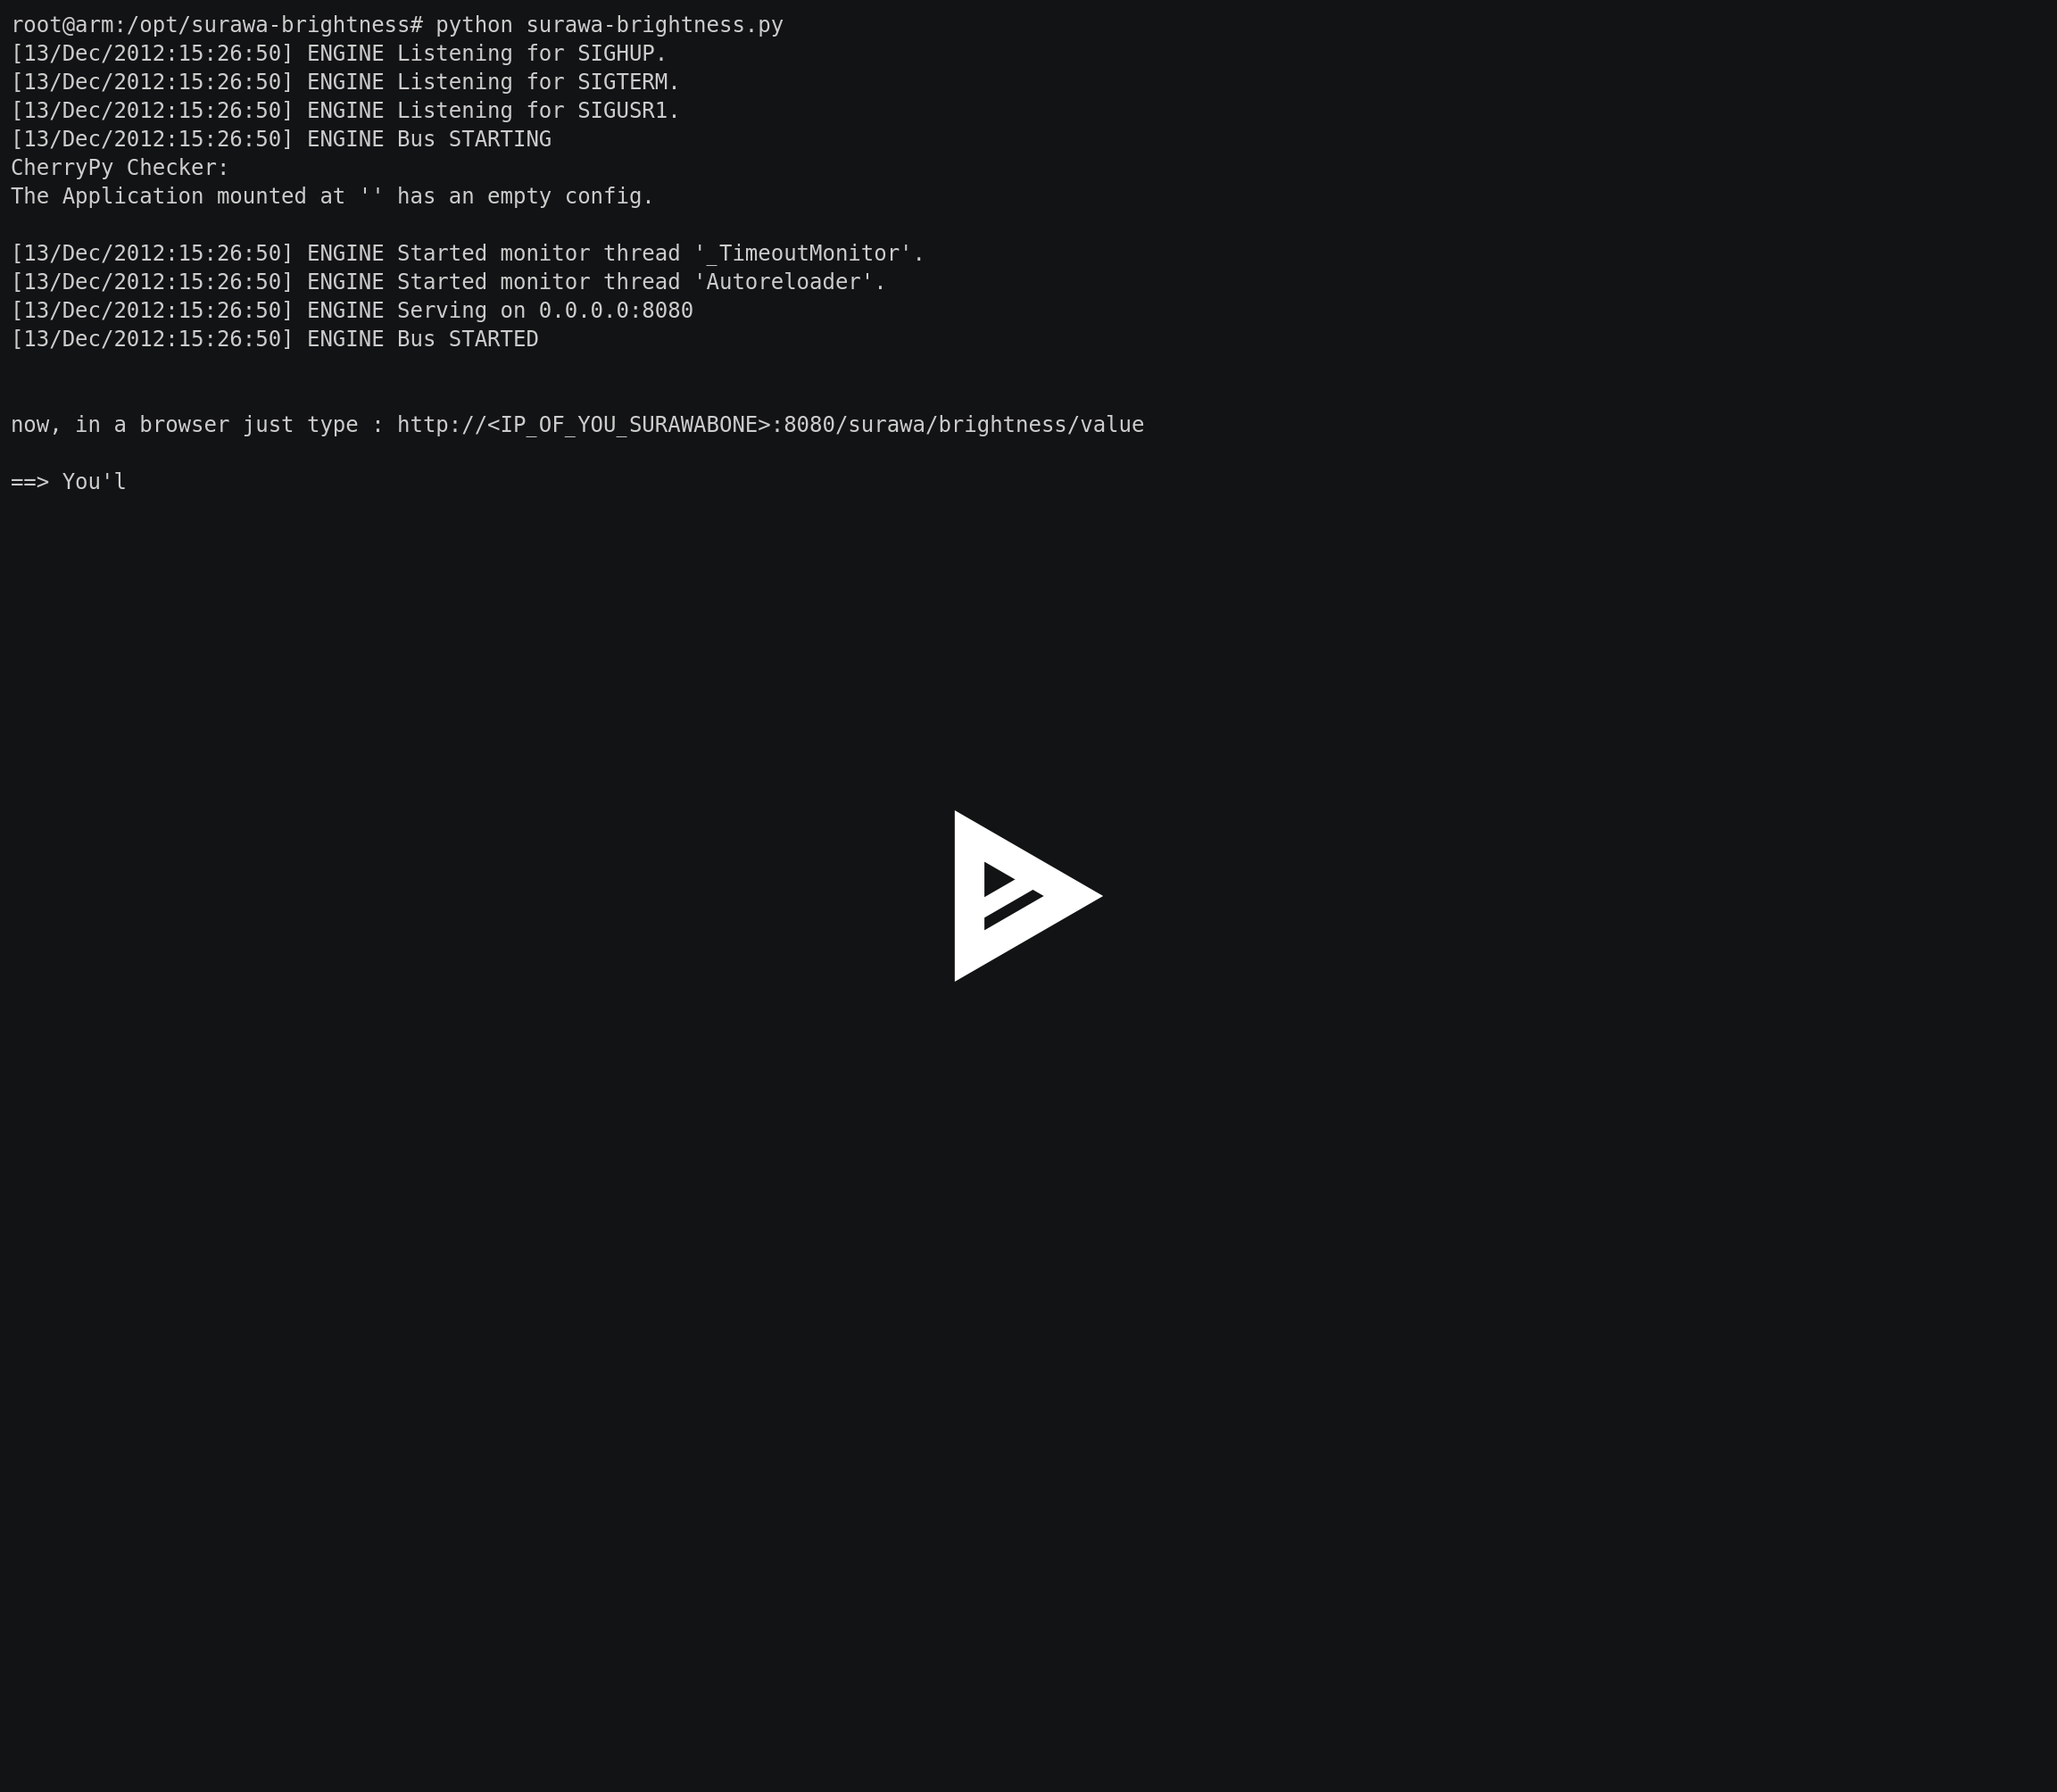 root@arm:/opt/surawa-brightness# python surawa-brightness.py
[13/Dec/2012:15:26:50] ENGINE Listening for SIGHUP.
[13/Dec/2012:15:26:50] ENGINE Listening for SIGTERM.
[13/Dec/2012:15:26:50] ENGINE Listening for SIGUSR1.
[13/Dec/2012:15:26:50] ENGINE Bus STARTING
CherryPy Checker:
The Application mounted at '' has an empty config.

[13/Dec/2012:15:26:50] ENGINE Started monitor thread '_TimeoutMonitor'.
[13/Dec/2012:15:26:50] ENGINE Started monitor thread 'Autoreloader'.
[13/Dec/2012:15:26:50] ENGINE Serving on 0.0.0.0:8080
[13/Dec/2012:15:26:50] ENGINE Bus STARTED

now, in a browser just type : http://<IP_OF_YOU_SURAWABONE>:8080/surawa/brightness/value

==> You'l